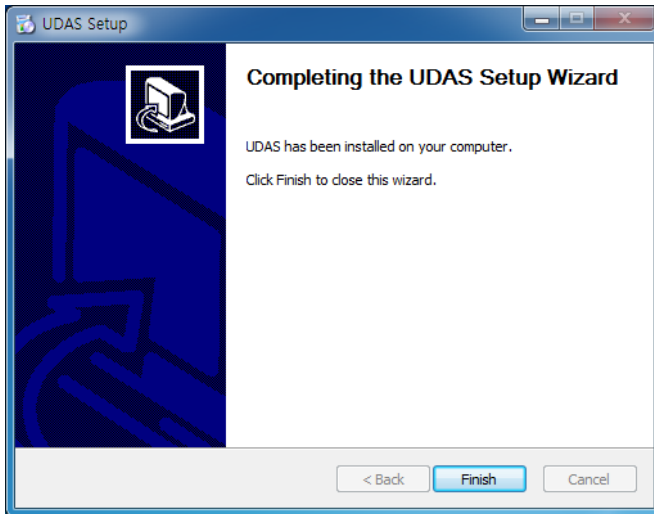 UDAS Setup
Completing the UDAS Setup Wizard
UDAS has been installed on your computer.
Click Finish to close this wizard.
< Back
Finish
Cancel